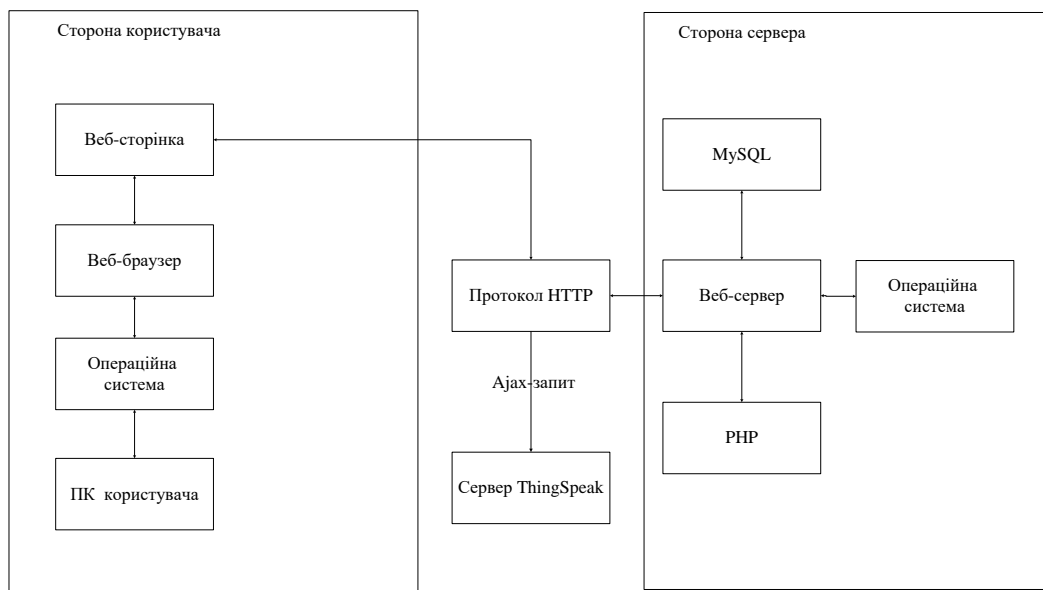 Сторона користувача
Веб-сторінка
Веб-браузер
Операційна
система
ПК користувача
Протокол HTTP
Ajax-запит
Сервер ThingSpeak
Сторона сервера
MySQL
Веб-сервер
Операційна
система
PHP